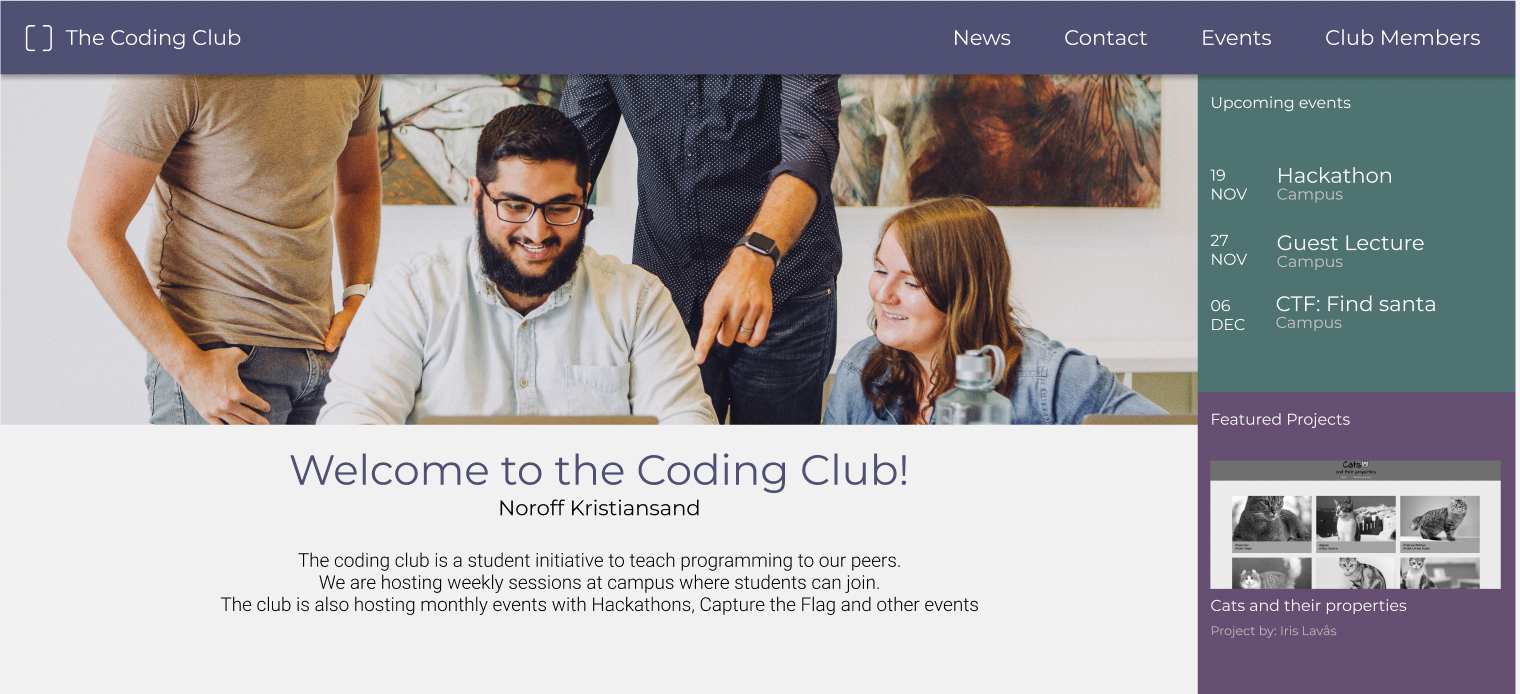 The Coding Club
News Contact Events Club Members
Upcoming events
19 NOV
Hackathon
Campus
27 NOV
Guest Lecture
Campus
06 DEC
CTF: Find santa
Campus
Featured Projects
Cats
and their properties
Cats and their properties
Project by: Iris Lavås
Welcome to the Coding Club!
Noroff Kristiansand
The coding club is a student initiative to teach programming to our peers.
We are hosting weekly sessions at campus where students can join.
The club is also hosting monthly events with Hackathons, Capture the Flag and other events